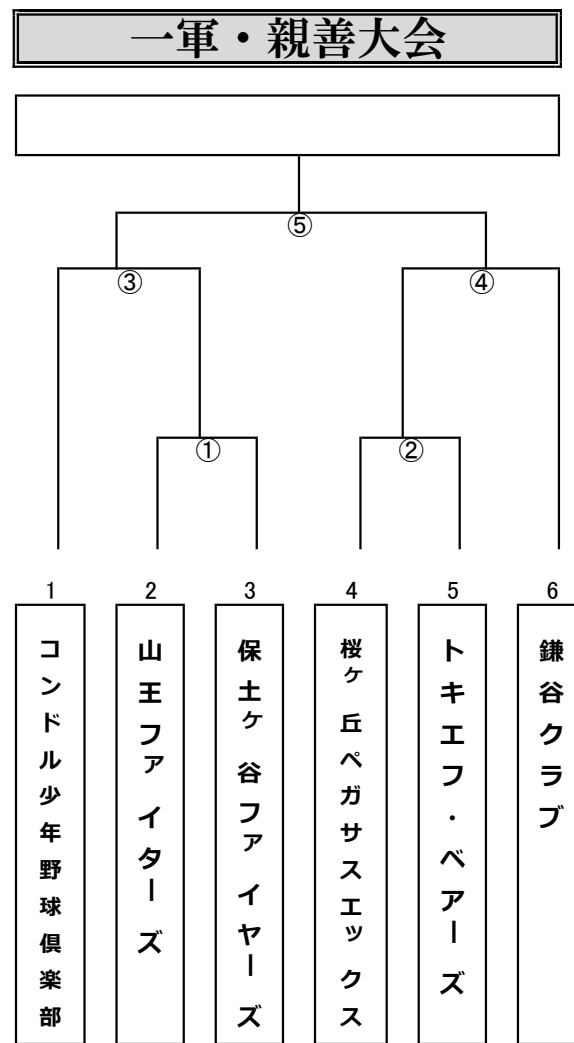 一軍・親善大会
⑤
③
④
①
②
1
2
3
4
5
6
コンドル少年野球倶楽部
山王ファイターズ
保土ケ谷ファイヤーズ
桜ケ丘ペガサスエックス
トキエフ・ベアーズ
鎌谷クラブ